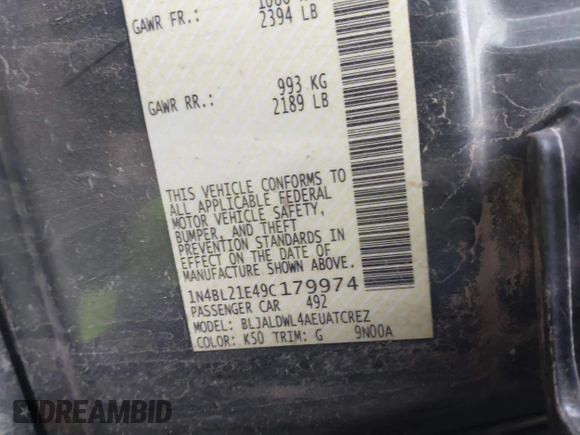 GAWR FR.:
2394 LB
993 KG
GAWR RR.:
2189 LB
THIS VEHICLE CONFORMS TO
ALL APPLICABLE FEDERAL
MOTOR VEHICLE SAFETY,
BUMPER, AND THEFT
PREVENTION STANDARDS IN
EFFECT ON THE DATE OF
MANUFACTURE SHOWN ABOVE.
1N4BL21E49C179974
PASSENGER CAR 492
MODEL: BLJALDWL4AEUATCREZ
COLOR: K50 TRIM: G 9N00A
DREAMBID